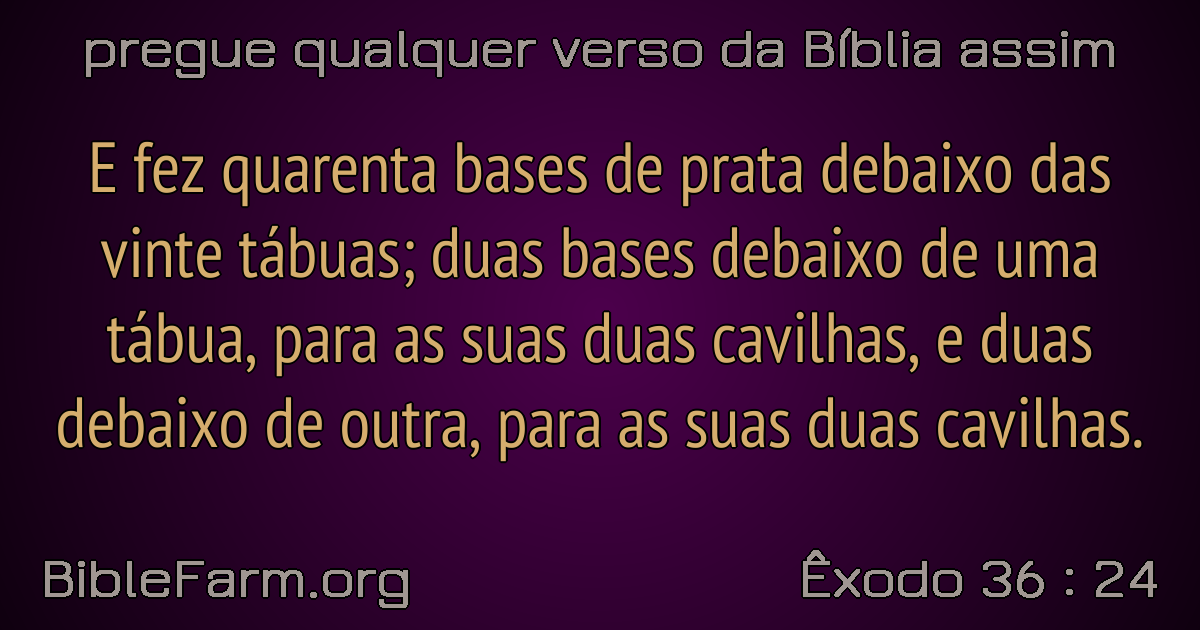 pregue qualquer verso da Bíblia assim
E fez quarenta bases de prata debaixo das
vinte tábuas; duas bases debaixo de uma
tábua, para as suas duas cavilhas, e duas
debaixo de outra, para as suas duas cavilhas.
BibleFarm.org
Êxodo 36 : 24